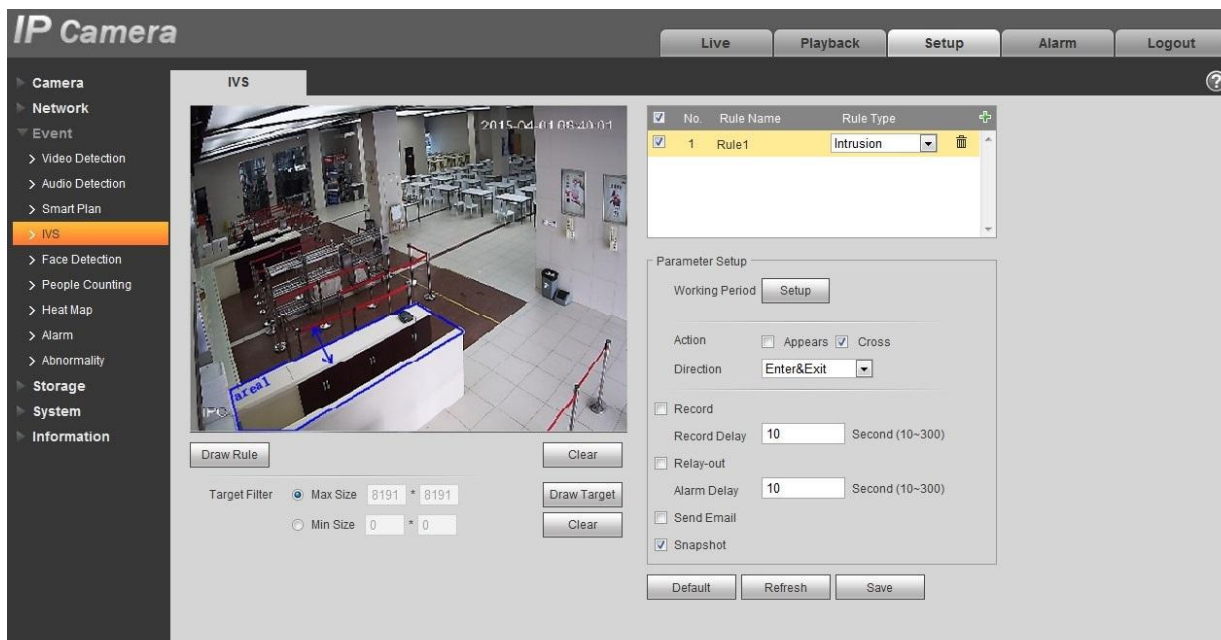 IP Camera
Live Playback Setup Alarm Logout
Camera
Network
Event
Video Detection
Audio Detection
Smart Plan
IVS
Face Detection
People Counting
Heat Map
Alarm
Abnormality
Storage
System
Information
IVS
?
2015-04-01 08:40:01
area1
IPC
Draw Rule Clear
Target Filter Max Size 8191 * 8191 Draw Target
Min Size 0 * 0 Clear
No. Rule Name Rule Type
1 Rule1 Intrusion
Parameter Setup
Working Period Setup
Action Appears Cross
Direction Enter&Exit
Record
Record Delay 10 Second (10~300)
Relay-out
Alarm Delay 10 Second (10~300)
Send Email
Snapshot
Default Refresh Save